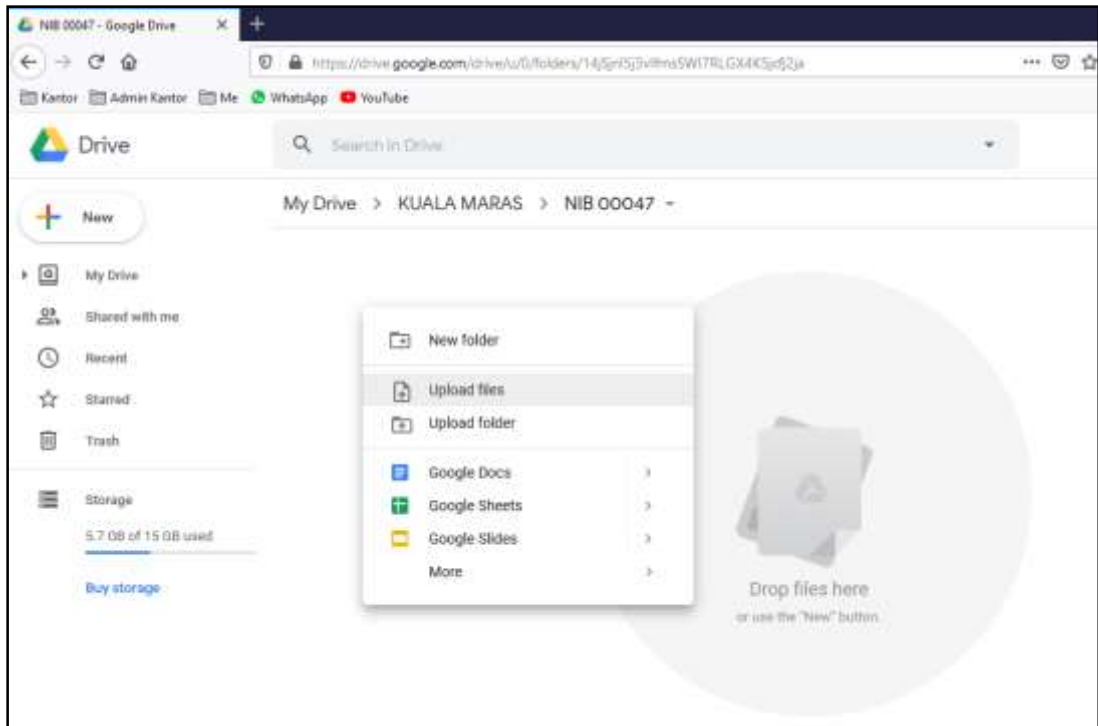 NIB 00047 - Google Drive
Kantor Admin Kantor Me WhatsApp YouTube
Drive
Search in Drive
My Drive > KUALA MARAS > NIB 00047
New
My Drive
Shared with me
Recent
Starred
Trash
Storage
5.7 GB of 15 GB used
Buy storage
New folder
Upload files
Upload folder
Google Docs
Google Sheets
Google Slides
More
Drop files here
or use the "New" button.